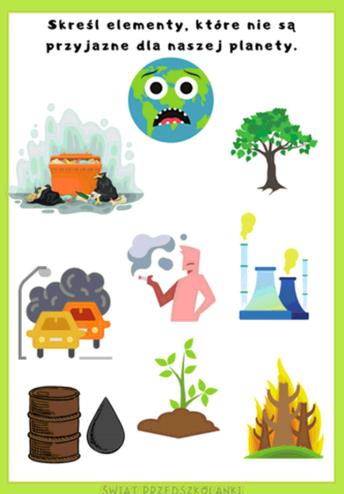 Skreśl elementy, które nie są
przyjazne dla naszej planety.
ŚWIAT PRZEDSZKOLANKI